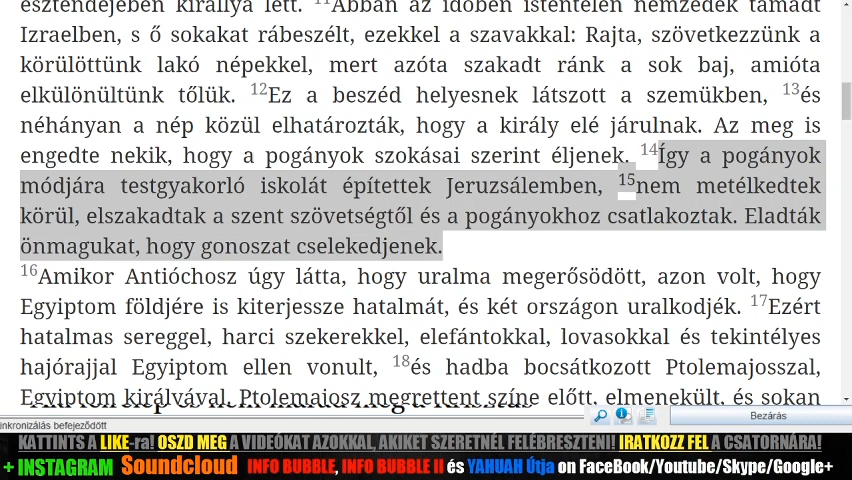 esztendejében királlyá lett. 11Abban az időben istentelen nemzedék támadt
Izraelben, s ő sokakat rábeszélt, ezekkel a szavakkal: Rajta, szövetkezzünk a
körülöttünk lakó népekkel, mert azóta szakadt ránk a sok baj, amióta
elkülönültünk tőlük. 12Ez a beszéd helyesnek látszott a szemükben, 13és
néhányan a nép közül elhatározták, hogy a király elé járulnak. Az meg is
engedte nekik, hogy a pogányok szokásai szerint éljenek. 14Így a pogányok
módjára testgyakorló iskolát építettek Jeruzsálemben, 15nem metélkedtek
körül, elszakadtak a szent szövetségtől és a pogányokhoz csatlakoztak. Eladták
önmagukat, hogy gonoszat cselekedjenek.
16Amikor Antióchosz úgy látta, hogy uralma megerősödött, azon volt, hogy
Egyiptom földjére is kiterjessze hatalmát, és két országon uralkodjék. 17Ezért
hatalmas sereggel, harci szekerekkel, elefántokkal, lovasokkal és tekintélyes
hajórajjal Egyiptom ellen vonult, 18és hadba bocsátkozott Ptolemajosszal,
Egyiptom királyával. Ptolemajosz megrettent színe előtt, elmenekült, és sokan
Bezárás
inkronizálás befejeződött
KATTINTS A LIKE-ra! OSZD MEG A VIDEÓKAT AZOKKAL, AKIKET SZERETNÉL FELÉBRESZTENI! IRATKOZZ FEL A CSATORNÁRA!
+ INSTAGRAM Soundcloud INFO BUBBLE, INFO BUBBLE II és YAHUAH Útja on FaceBook/Youtube/Skype/Google+